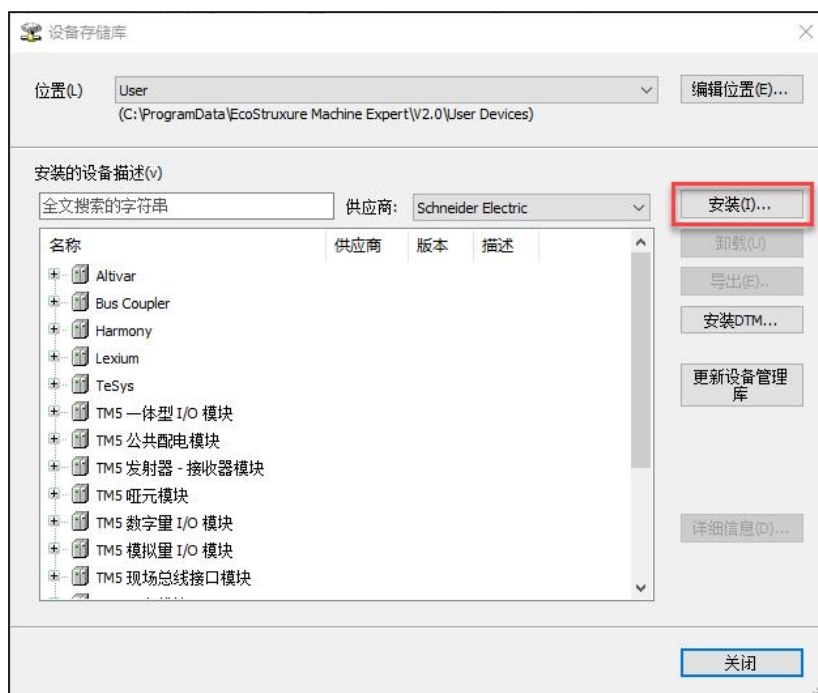 设备存储库
位置(L) User 编辑位置(E)...
(C:\ProgramData\EcoStruxure Machine Expert\V2.0\User Devices)
安装的设备描述(v)
全文搜索的字符串 供应商: Schneider Electric 安装(I)...
名称 供应商 版本 描述 卸载(U)
Altivar 导出(E)..
Bus Coupler
Harmony 安装DTM...
Lexium
TeSys 更新设备管理
库
TM5 一体型 I/O 模块
TM5 公共配电模块
TM5 发射器 - 接收器模块
TM5 哑元模块
TM5 数字量 I/O 模块 详细信息(D)...
TM5 模拟量 I/O 模块
TM5 现场总线接口模块
关闭